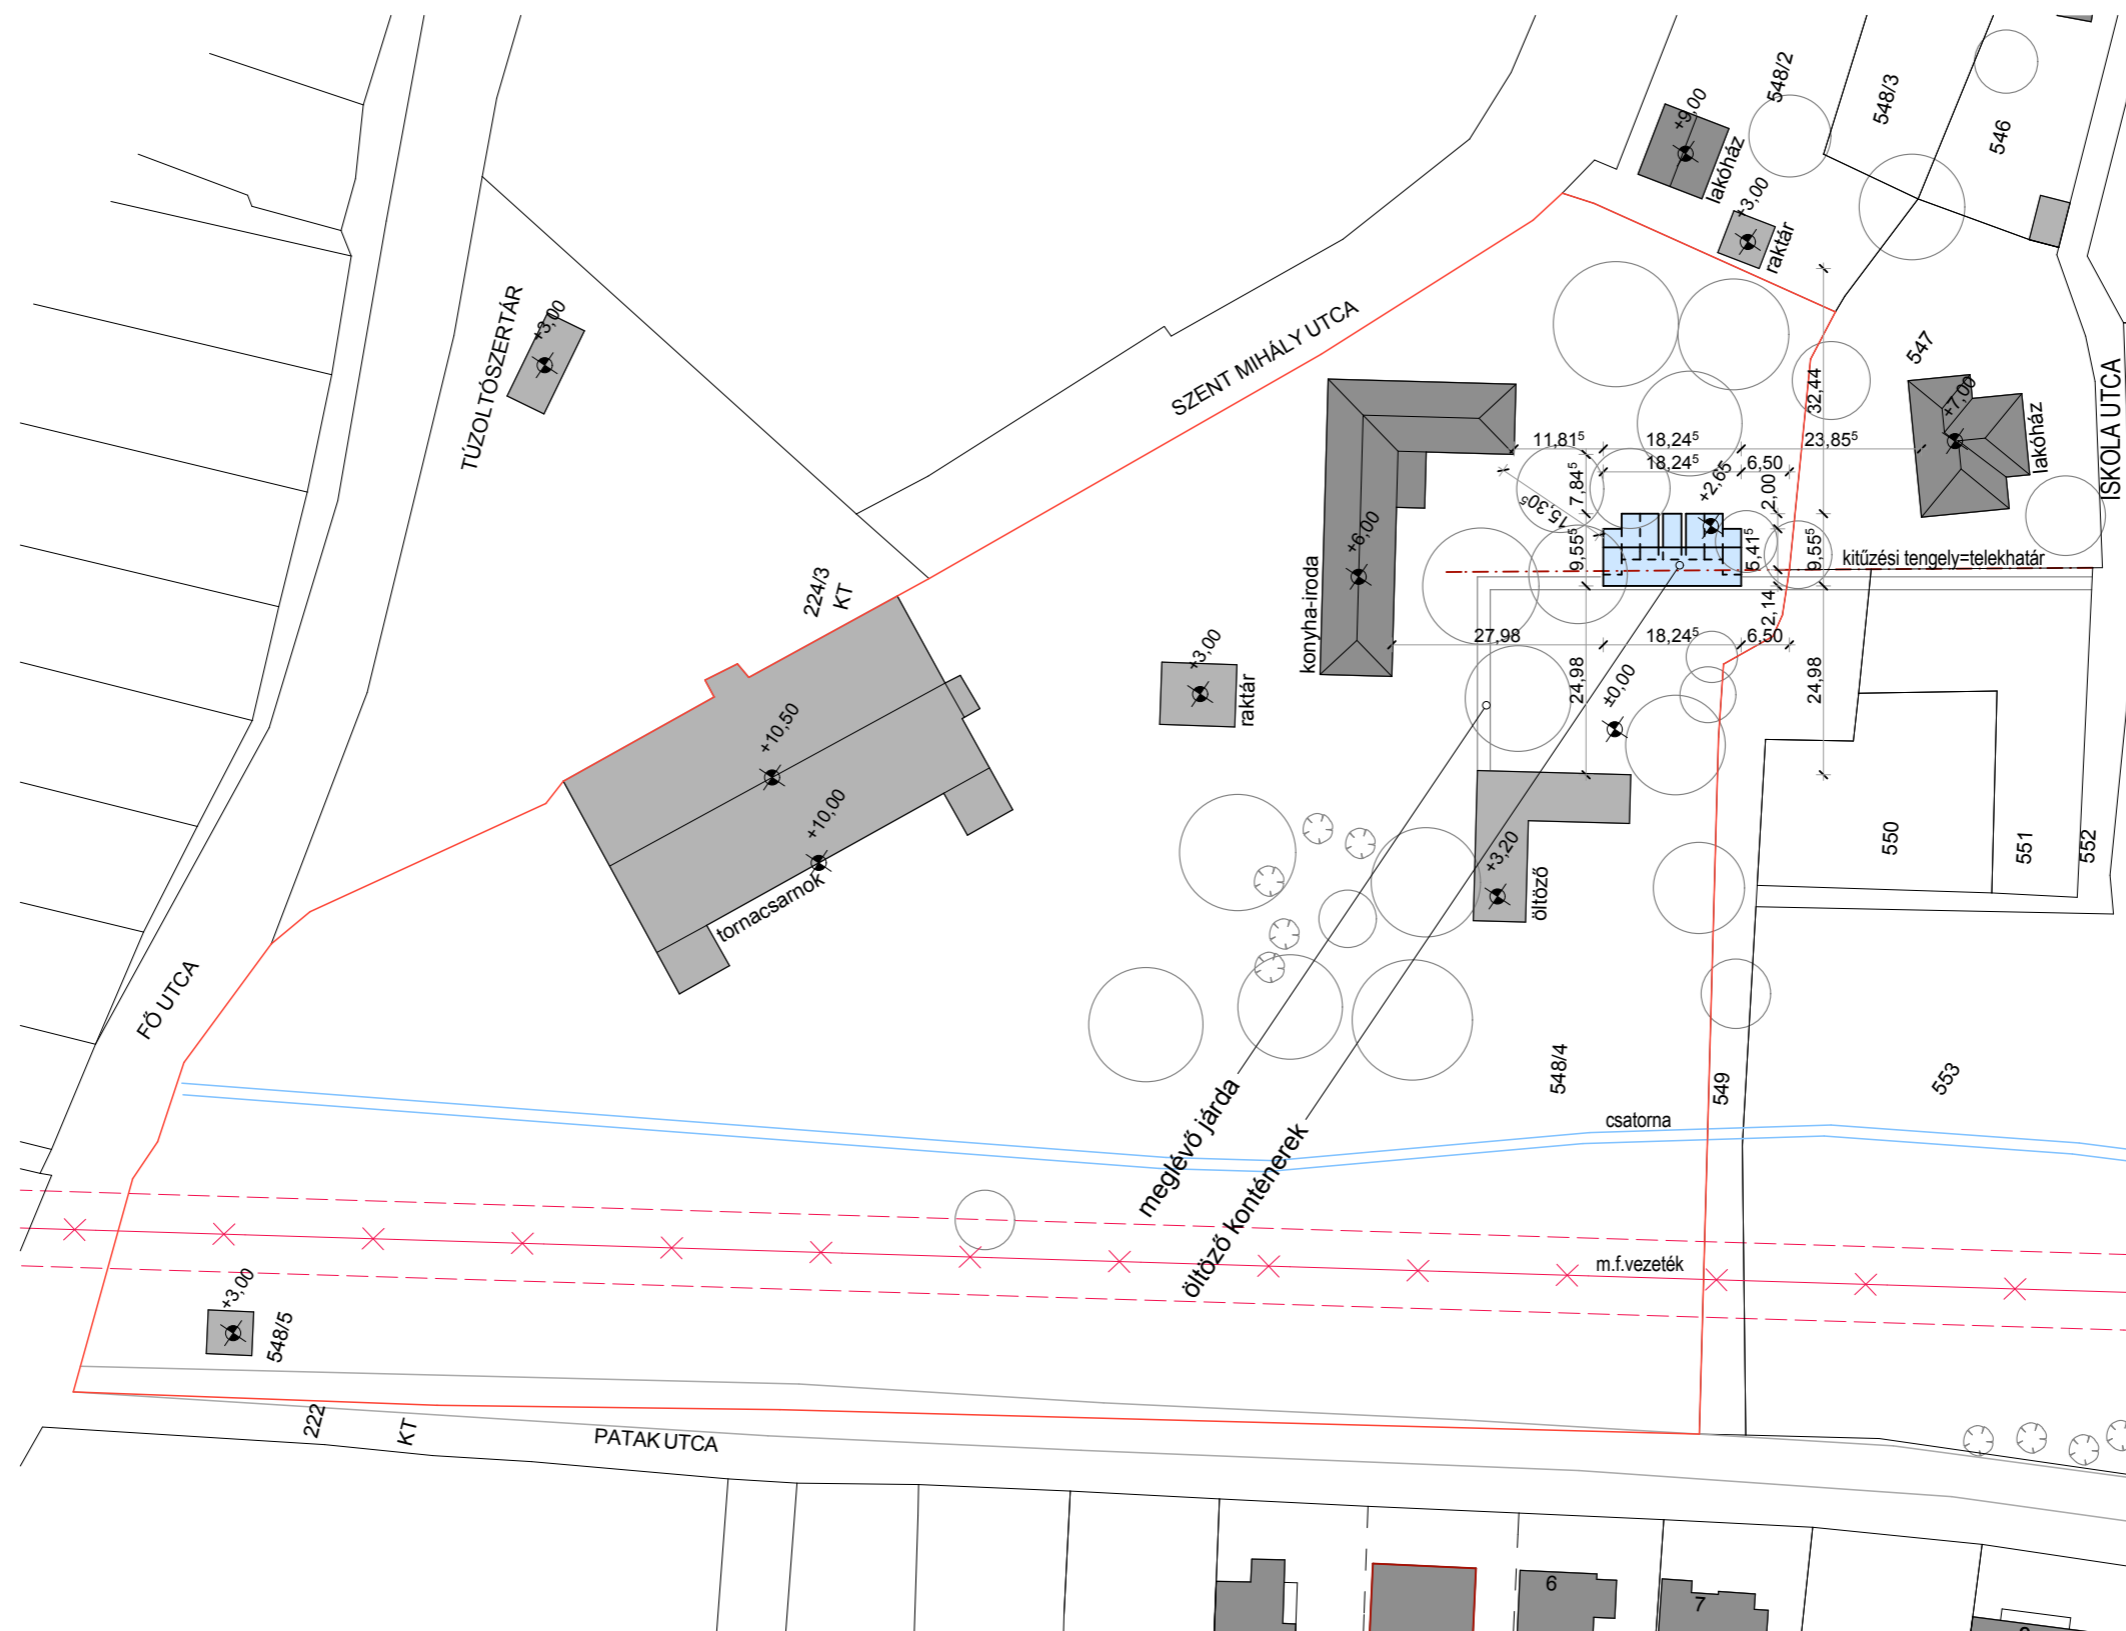 548/2
548/3
546
+9,00
lakóház
+3,00
raktár
TÚZOLTÓSZERTÁR
+3,00
SZENT MIHÁLY UTCA
547
+7,00
lakóház
ISKOLA UTCA
32,44
11,81⁵
18,24⁵
23,85⁵
18,24⁵
6,50
7,84⁵
15,30⁵
+2,65
2,00
9,55⁵
5,41⁵
9,55⁵
kitűzési tengely=telekhatár
+6,00
konyha-iroda
2,14
27,98
18,24⁵
6,50
24,98
±0,00
24,98
224/3
KT
+3,00
raktár
+10,50
+10,00
tornacsarnok
+3,20
öltöző
550
551
552
FŐ UTCA
548/4
549
553
meglévő járda
öltöző konténerek
csatorna
m.f.vezeték
+3,00
548/5
222
KT
PATAK UTCA
6
7